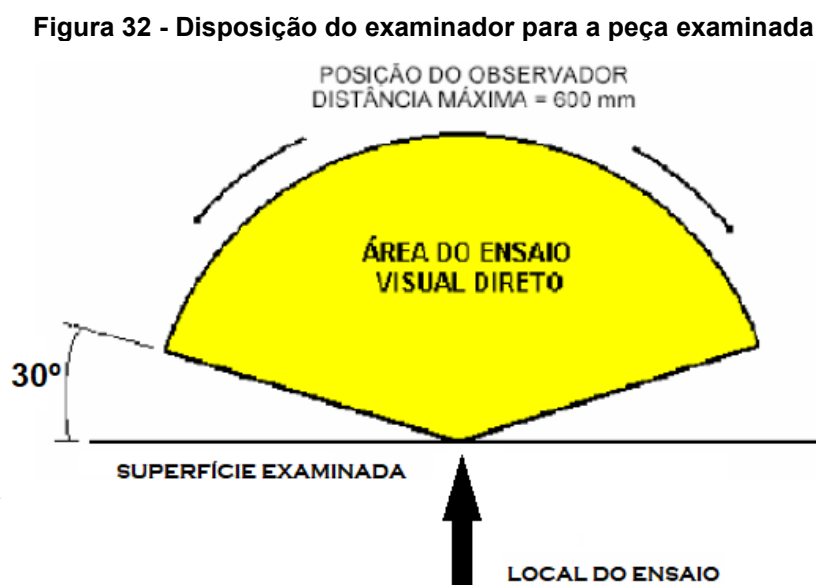 Figura 32 - Disposição do examinador para a peça examinada
POSIÇÃO DO OBSERVADOR
DISTÂNCIA MÁXIMA = 600 mm
ÁREA DO ENSAIO
VISUAL DIRETO
30º
SUPERFÍCIE EXAMINADA
LOCAL DO ENSAIO